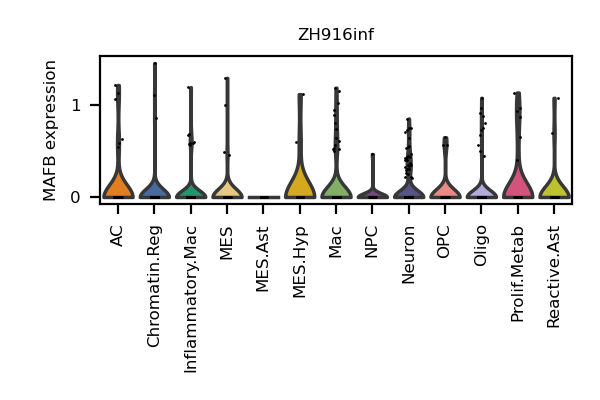 ZH916inf
MAFB expression
1
0
AC
Chromatin.Reg
Inflammatory.Mac
MES
MES.Ast
MES.Hyp
Mac
NPC
Neuron
OPC
Oligo
Prolif.Metab
Reactive.Ast